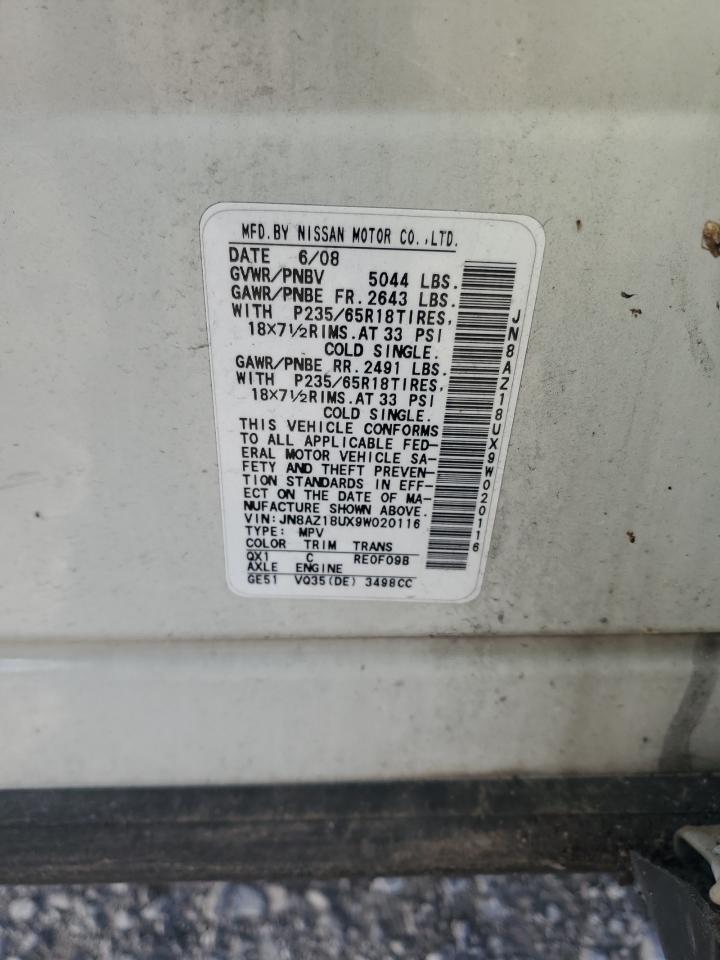 MFD.BY NISSAN MOTOR CO.,LTD.
DATE 6/08
GVWR/PNBV 5044 LBS.
GAWR/PNBE FR. 2643 LBS.
WITH P235/65R18TIRES,
18X7½RIMS.AT 33 PSI
COLD SINGLE.
GAWR/PNBE RR. 2491 LBS.
WITH P235/65R18TIRES,
18X7½RIMS.AT 33 PSI
COLD SINGLE.
THIS VEHICLE CONFORMS
TO ALL APPLICABLE FED-
ERAL MOTOR VEHICLE SA-
FETY AND THEFT PREVEN-
TION STANDARDS IN EFF-
ECT ON THE DATE OF MA-
NUFACTURE SHOWN ABOVE.
VIN: JN8AZ18UX9W020116
TYPE: MPV
COLOR TRIM TRANS
QX1 C RE0F09B
AXLE ENGINE
GE51 VQ35(DE) 3498CC
JN8AZ18UX9W020116